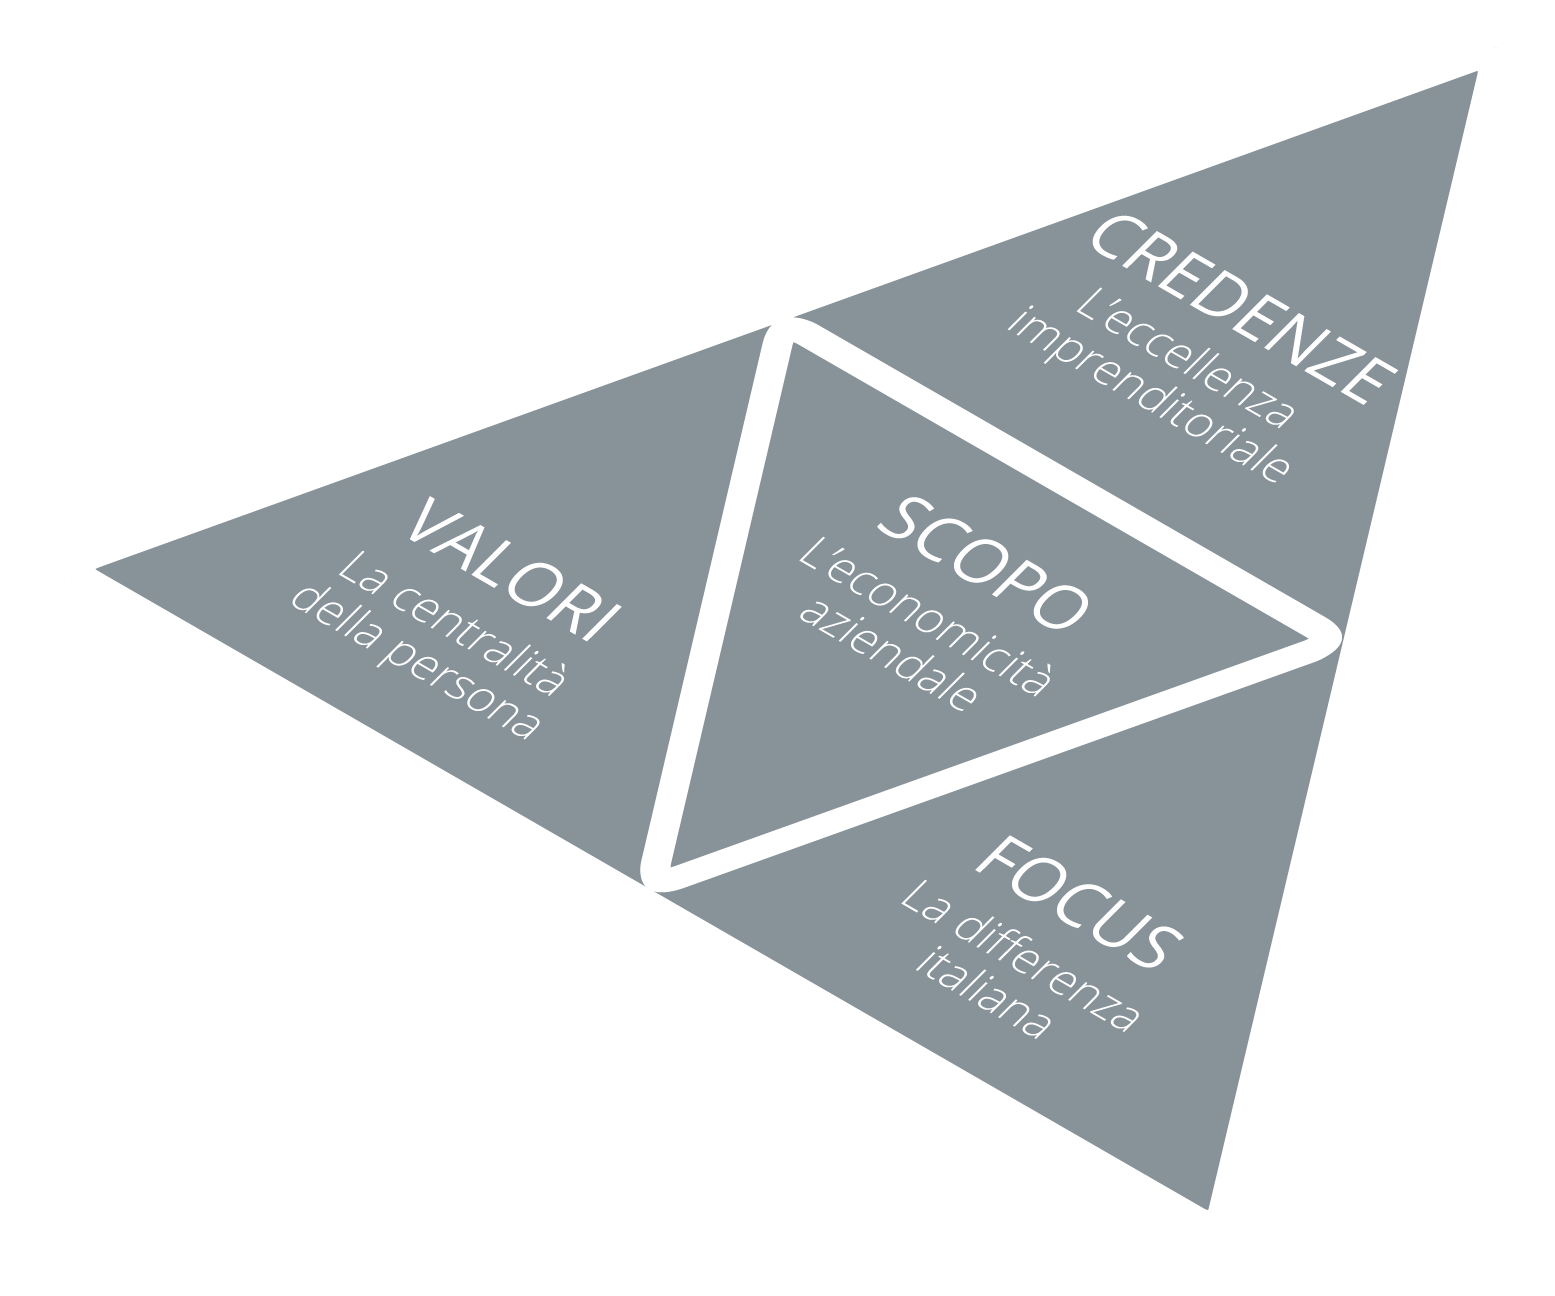 CREDENZE
L'eccellenza
imprenditoriale
VALORI
La centralità
della persona
SCOPO
L'economicità
aziendale
FOCUS
La differenza
italiana